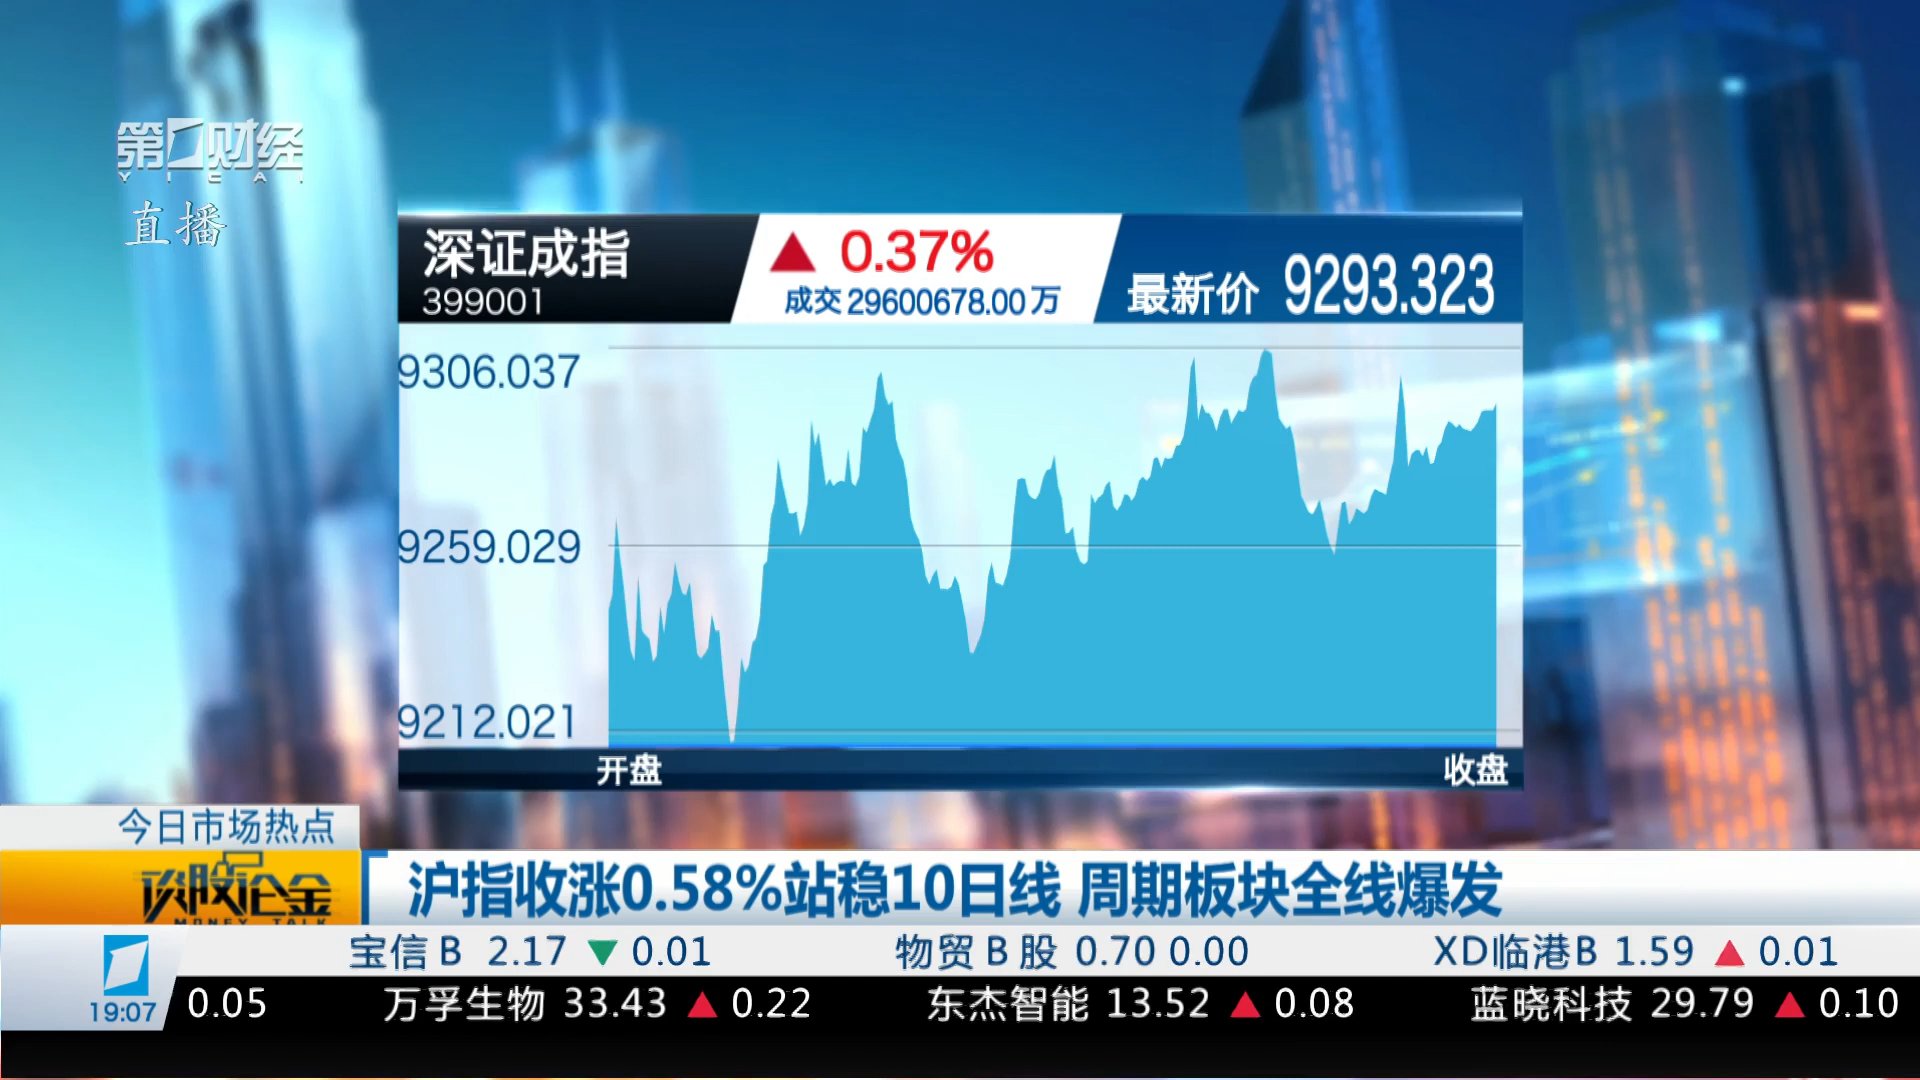 第一财经
YICAI
直播
深证成指
399001
0.37%
成交 29600678.00 万
最新价 9293.323
9306.037
9259.029
9212.021
开盘 收盘
今日市场热点
谈股论金
MONEY TALK
沪指收涨0.58%站稳10日线 周期板块全线爆发
宝信B 2.17 ▼ 0.01 物贸B股 0.70 0.00 XD临港B 1.59 ▲ 0.01
19:07
0.05 万孚生物 33.43 ▲ 0.22 东杰智能 13.52 ▲ 0.08 蓝晓科技 29.79 ▲ 0.10